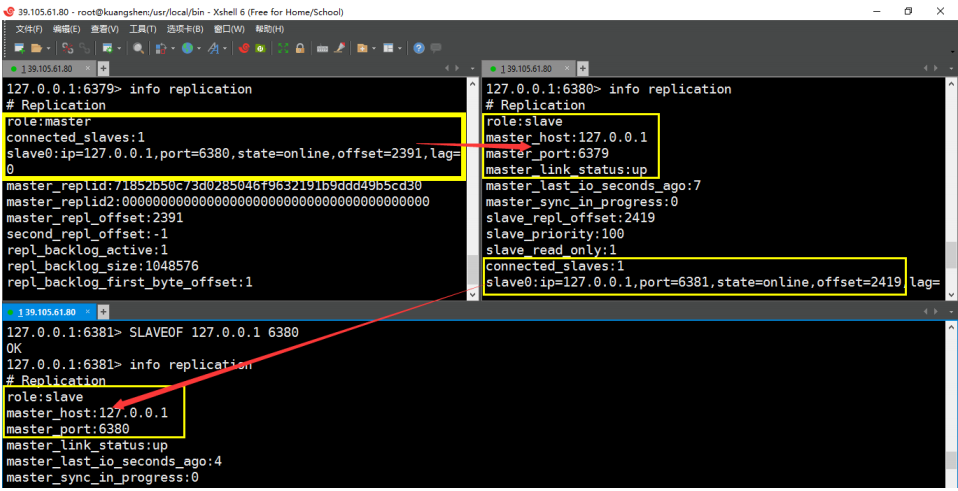 39.105.61.80 - root@kuangshen:/usr/local/bin - Xshell 6 (Free for Home/School)
文件(F) 编辑(E) 查看(V) 工具(T) 选项卡(B) 窗口(W) 帮助(H)
1 39.105.61.80
127.0.0.1:6379> info replication
# Replication
role:master
connected_slaves:1
slave0:ip=127.0.0.1,port=6380,state=online,offset=2391,lag=
0
master_replid:71852b50c73d0285046f9632191b9ddd49b5cd30
master_replid2:0000000000000000000000000000000000000000
master_repl_offset:2391
second_repl_offset:-1
repl_backlog_active:1
repl_backlog_size:1048576
repl_backlog_first_byte_offset:1
1 39.105.61.80
127.0.0.1:6380> info replication
# Replication
role:slave
master_host:127.0.0.1
master_port:6379
master_link_status:up
master_last_io_seconds_ago:7
master_sync_in_progress:0
slave_repl_offset:2419
slave_priority:100
slave_read_only:1
connected_slaves:1
slave0:ip=127.0.0.1,port=6381,state=online,offset=2419,lag=
1 39.105.61.80
127.0.0.1:6381> SLAVEOF 127.0.0.1 6380
OK
127.0.0.1:6381> info replication
# Replication
role:slave
master_host:127.0.0.1
master_port:6380
master_link_status:up
master_last_io_seconds_ago:4
master_sync_in_progress:0